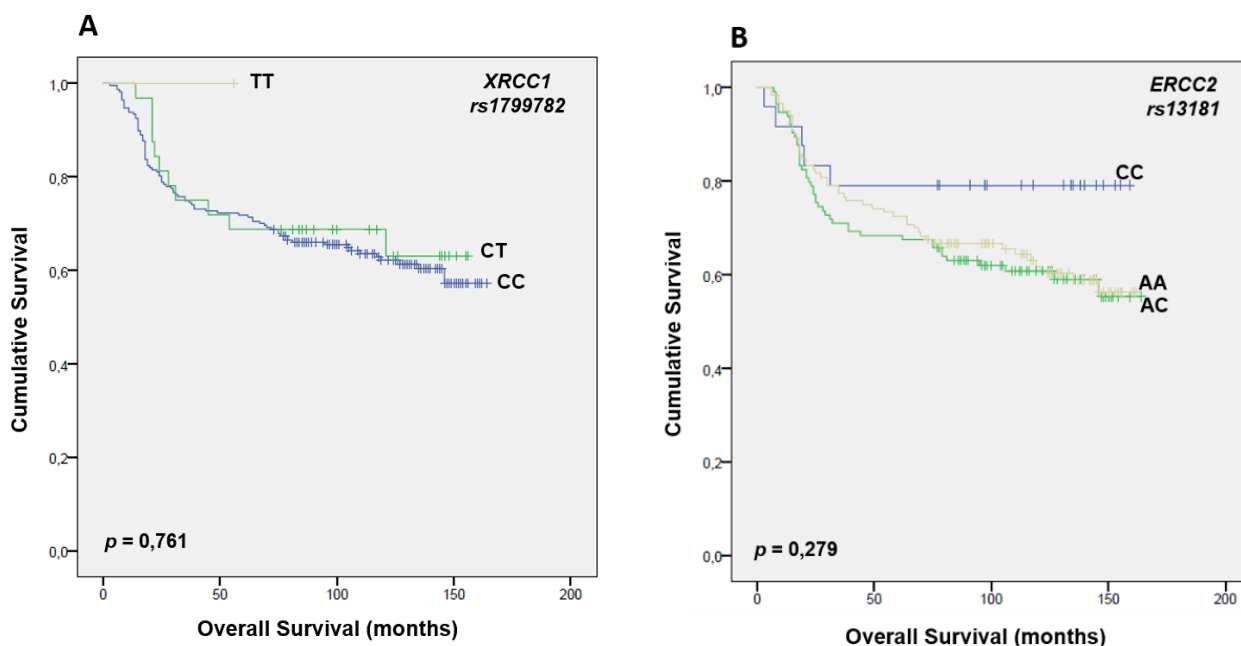 A
XRCC1
rs1799782
TT
CT
CC
1,0
0,8
0,6
0,4
0,2
0,0
p = 0,761
0 50 100 150 200
Cumulative Survival
Overall Survival (months)
B
ERCC2
rs13181
CC
AA
AC
1,0
0,8
0,6
0,4
0,2
0,0
p = 0,279
0 50 100 150 200
Cumulative Survival
Overall Survival (months)